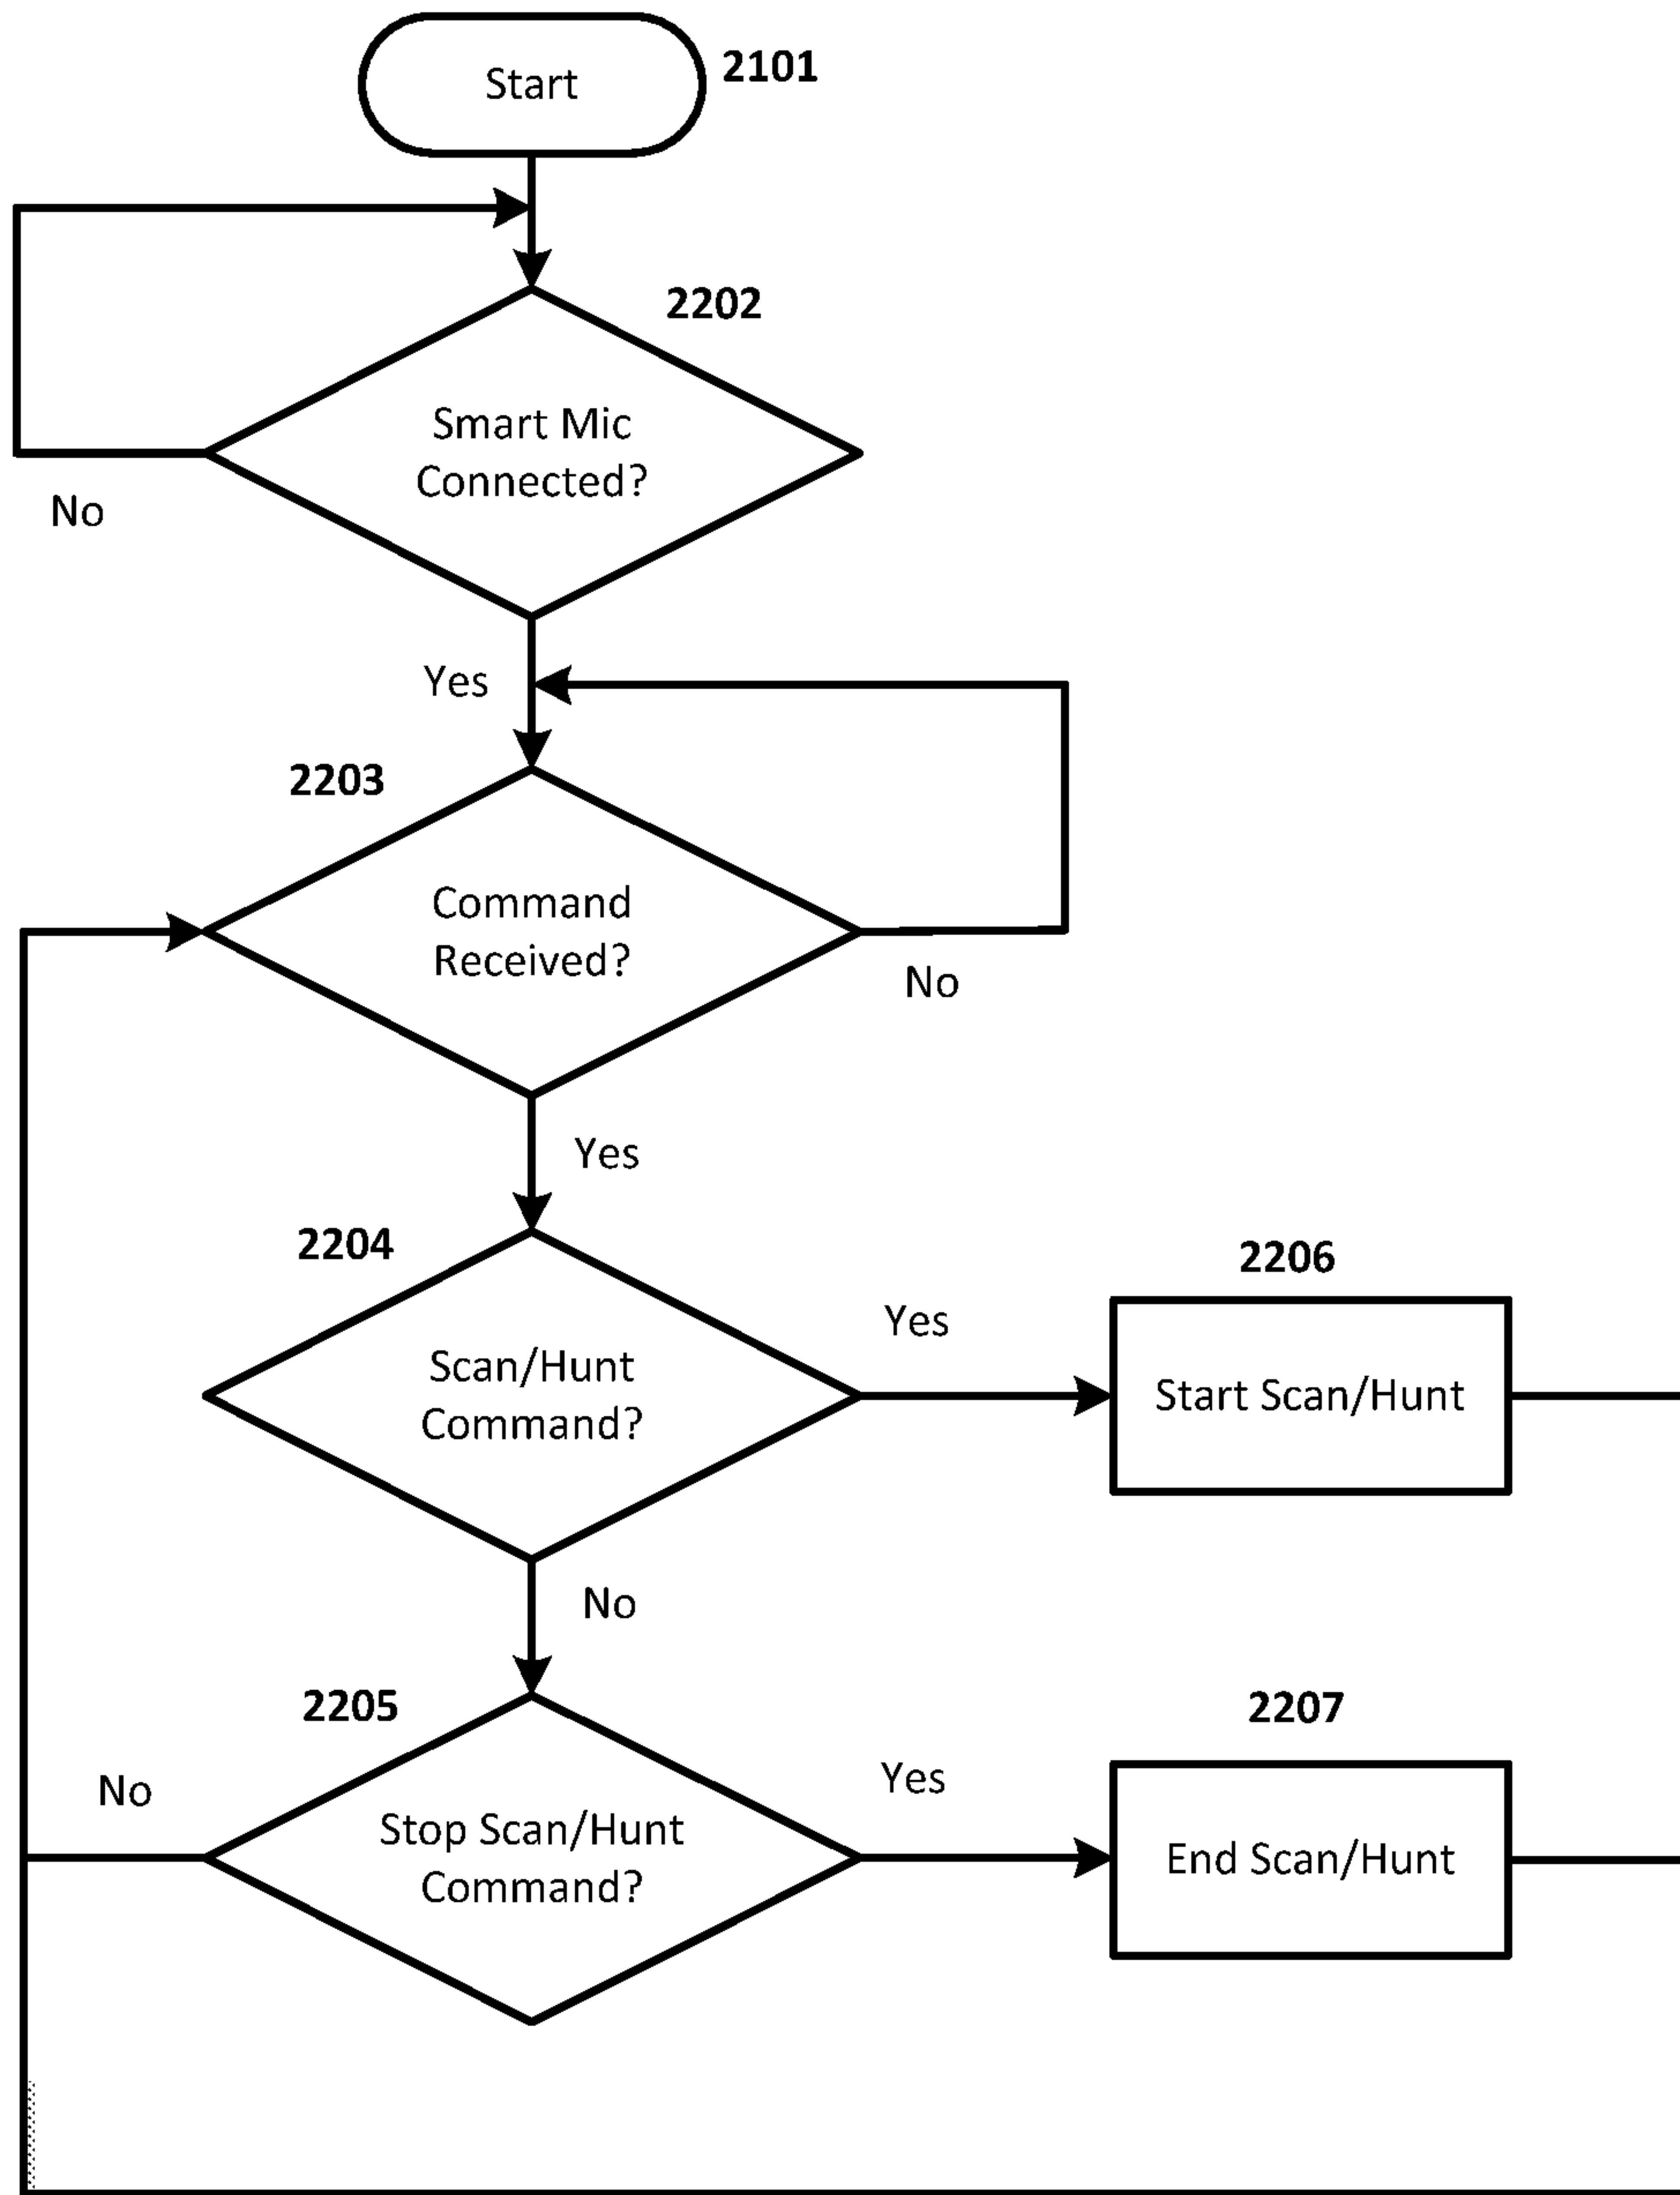 Start
2101
2202
Smart Mic
Connected?
No
Yes
2203
Command
Received?
No
Yes
2204
2206
Scan/Hunt
Command?
Yes
Start Scan/Hunt
No
2205
2207
No
Stop Scan/Hunt
Command?
Yes
End Scan/Hunt